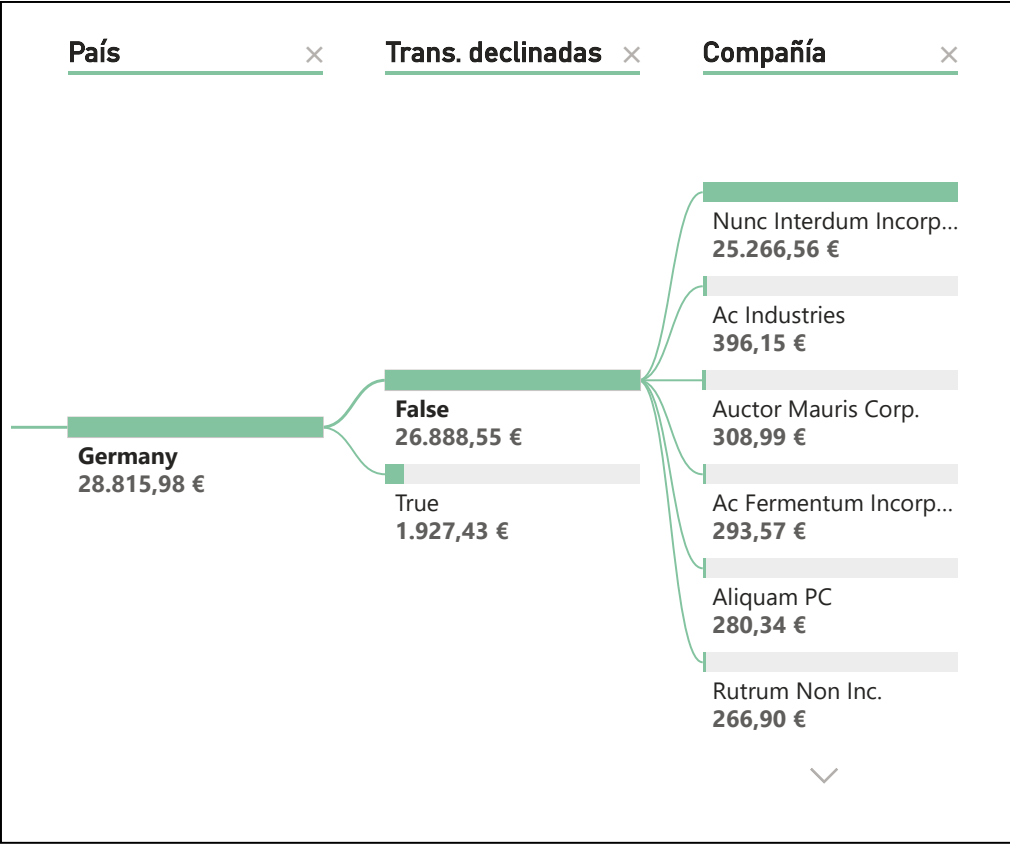 País
Trans. declinadas
Compañía
Germany
28.815,98 €
False
26.888,55 €
True
1.927,43 €
Nunc Interdum Incorp...
25.266,56 €
Ac Industries
396,15 €
Auctor Mauris Corp.
308,99 €
Ac Fermentum Incorp...
293,57 €
Aliquam PC
280,34 €
Rutrum Non Inc.
266,90 €